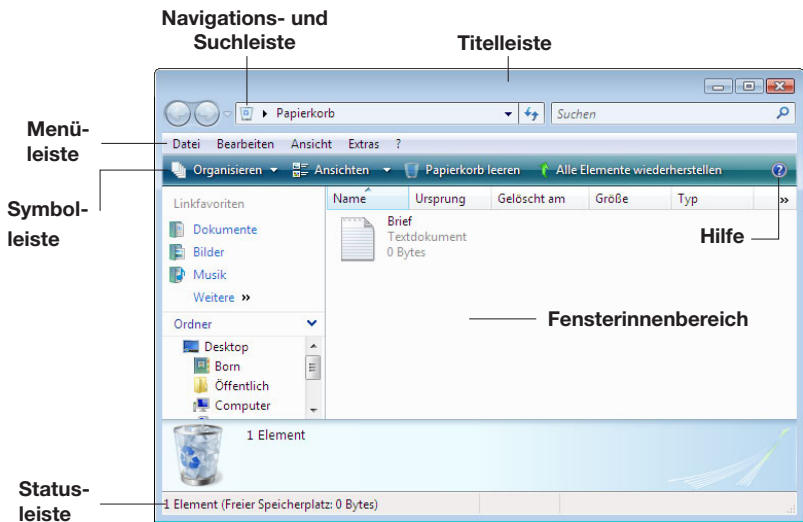 Navigations- und
Suchleiste
Titelleiste
Papierkorb
Suchen
Menü-
leiste
Datei Bearbeiten Ansicht Extras ?
Organisieren Ansichten Papierkorb leeren Alle Elemente wiederherstellen ?
Symbol-
leiste
Linkfavoriten
Dokumente
Bilder
Musik
Weitere »
Name Ursprung Gelöscht am Größe Typ »
Brief
Textdokument
0 Bytes
Hilfe
Fensterinnenbereich
Ordner
Desktop
Born
Öffentlich
Computer
1 Element
Status-
leiste
1 Element (Freier Speicherplatz: 0 Bytes)